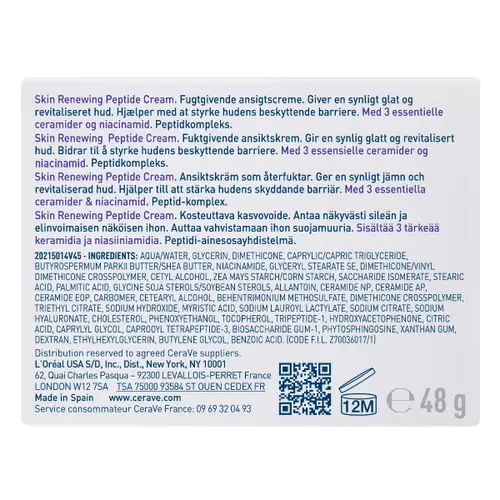 Skin Renewing Peptide Cream. Fugtgivende ansigtscreme. Giver en synligt glat og
revitaliseret hud. Hjælper med at styrke hudens beskyttende barriere. Med 3 essentielle
ceramider og niacinamid. Peptidkompleks.
Skin Renewing Peptide Cream. Fuktgivende ansiktskrem. Gir en synlig glatt og revitalisert
hud. Bidrar til å styrke hudens beskyttende barriere. Med 3 essensielle ceramider og
niacinamid. Peptidkompleks.
Skin Renewing Peptide Cream. Ansiktskräm som återfuktar. Ger en synligt jämn och
revitaliserad hud. Hjälper till att stärka hudens skyddande barriär. Med 3 essentiella
ceramider & niacinamid. Peptid-komplex.
Skin Renewing Peptide Cream. Kosteuttava kasvovoide. Antaa näkyvästi sileän ja
elinvoimaisen näköisen ihon. Auttaa vahvistamaan ihon suojamuuria. Sisältää 3 tärkeää
keramidia ja niasiiniamidia. Peptidi-ainesosayhdistelmä.
20215014V45 - INGREDIENTS: AQUA/WATER, GLYCERIN, DIMETHICONE, CAPRYLIC/CAPRIC TRIGLYCERIDE,
BUTYROSPERMUM PARKII BUTTER/SHEA BUTTER, NIACINAMIDE, GLYCERYL STEARATE SE, DIMETHICONE/VINYL
DIMETHICONE CROSSPOLYMER, CETYL ALCOHOL, ZEA MAYS STARCH/CORN STARCH, SACCHARIDE ISOMERATE, STEARIC
ACID, PALMITIC ACID, GLYCINE SOJA STEROLS/SOYBEAN STEROLS, ALLANTOIN, CERAMIDE NP, CERAMIDE AP,
CERAMIDE EOP, CARBOMER, CETEARYL ALCOHOL, BEHENTRIMONIUM METHOSULFATE, DIMETHICONE CROSSPOLYMER,
TRIETHYL CITRATE, SODIUM HYDROXIDE, MYRISTIC ACID, SODIUM LAUROYL LACTYLATE, SODIUM CITRATE, SODIUM
HYALURONATE, CHOLESTEROL, PHENOXYETHANOL, TOCOPHEROL, TRIPEPTIDE-1, HYDROXYACETOPHENONE, CITRIC
ACID, CAPRYLYL GLYCOL, CAPROOYL TETRAPEPTIDE-3, BIOSACCHARIDE GUM-1, PHYTOSPHINGOSINE, XANTHAN GUM,
DEXTRAN, ETHYLHEXYLGLYCERIN, BUTYLENE GLYCOL, BENZOIC ACID. (CODE F.I.L. Z70036017/1)
Distribution reserved to agreed CeraVe suppliers.
L'Oréal USA S/D, Inc., Dist., New York, NY 10001
62, Quai Charles Pasqua – 92300 LEVALLOIS-PERRET France
LONDON W12 7SA TSA 75000 93584 ST OUEN CEDEX FR
Made in Spain www.cerave.com
Service consommateur CeraVe France: 09 69 32 04 93
12M
℮ 48 g